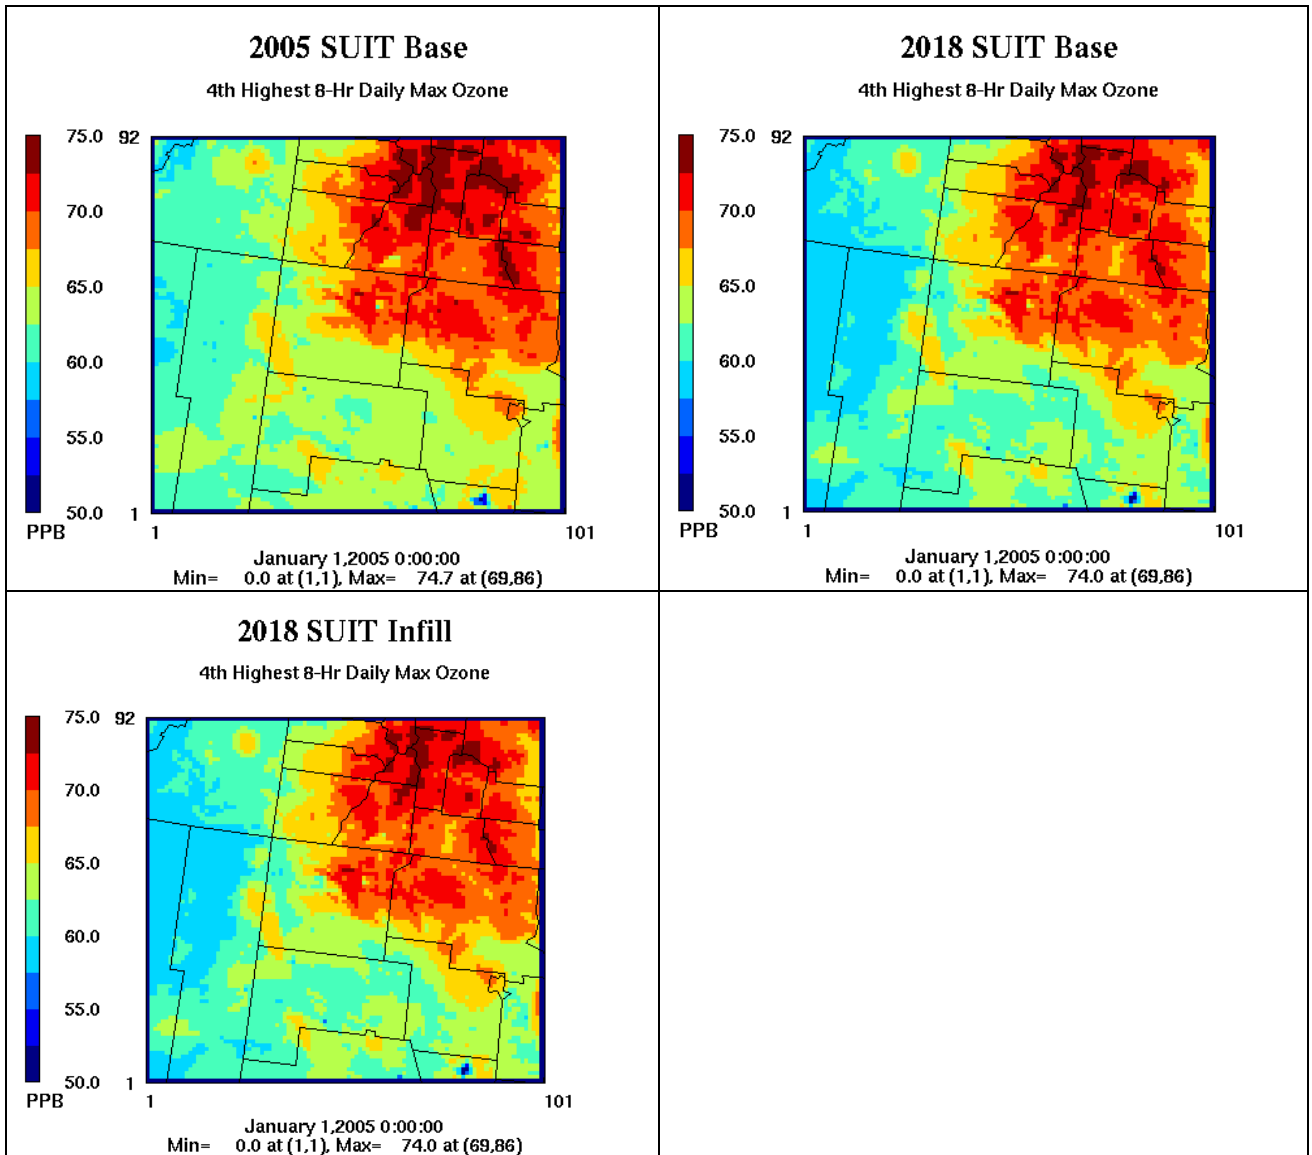 2005 SUIT Base
4th Highest 8-Hr Daily Max Ozone
75.0 92
70.0
65.0
60.0
55.0
50.0 1
PPB 1 101
January 1,2005 0:00:00
Min= 0.0 at (1,1), Max= 74.7 at (69,86)
2018 SUIT Base
4th Highest 8-Hr Daily Max Ozone
75.0 92
70.0
65.0
60.0
55.0
50.0 1
PPB 1 101
January 1,2005 0:00:00
Min= 0.0 at (1,1), Max= 74.0 at (69,86)
2018 SUIT Infill
4th Highest 8-Hr Daily Max Ozone
75.0 92
70.0
65.0
60.0
55.0
50.0 1
PPB 1 101
January 1,2005 0:00:00
Min= 0.0 at (1,1), Max= 74.0 at (69,86)